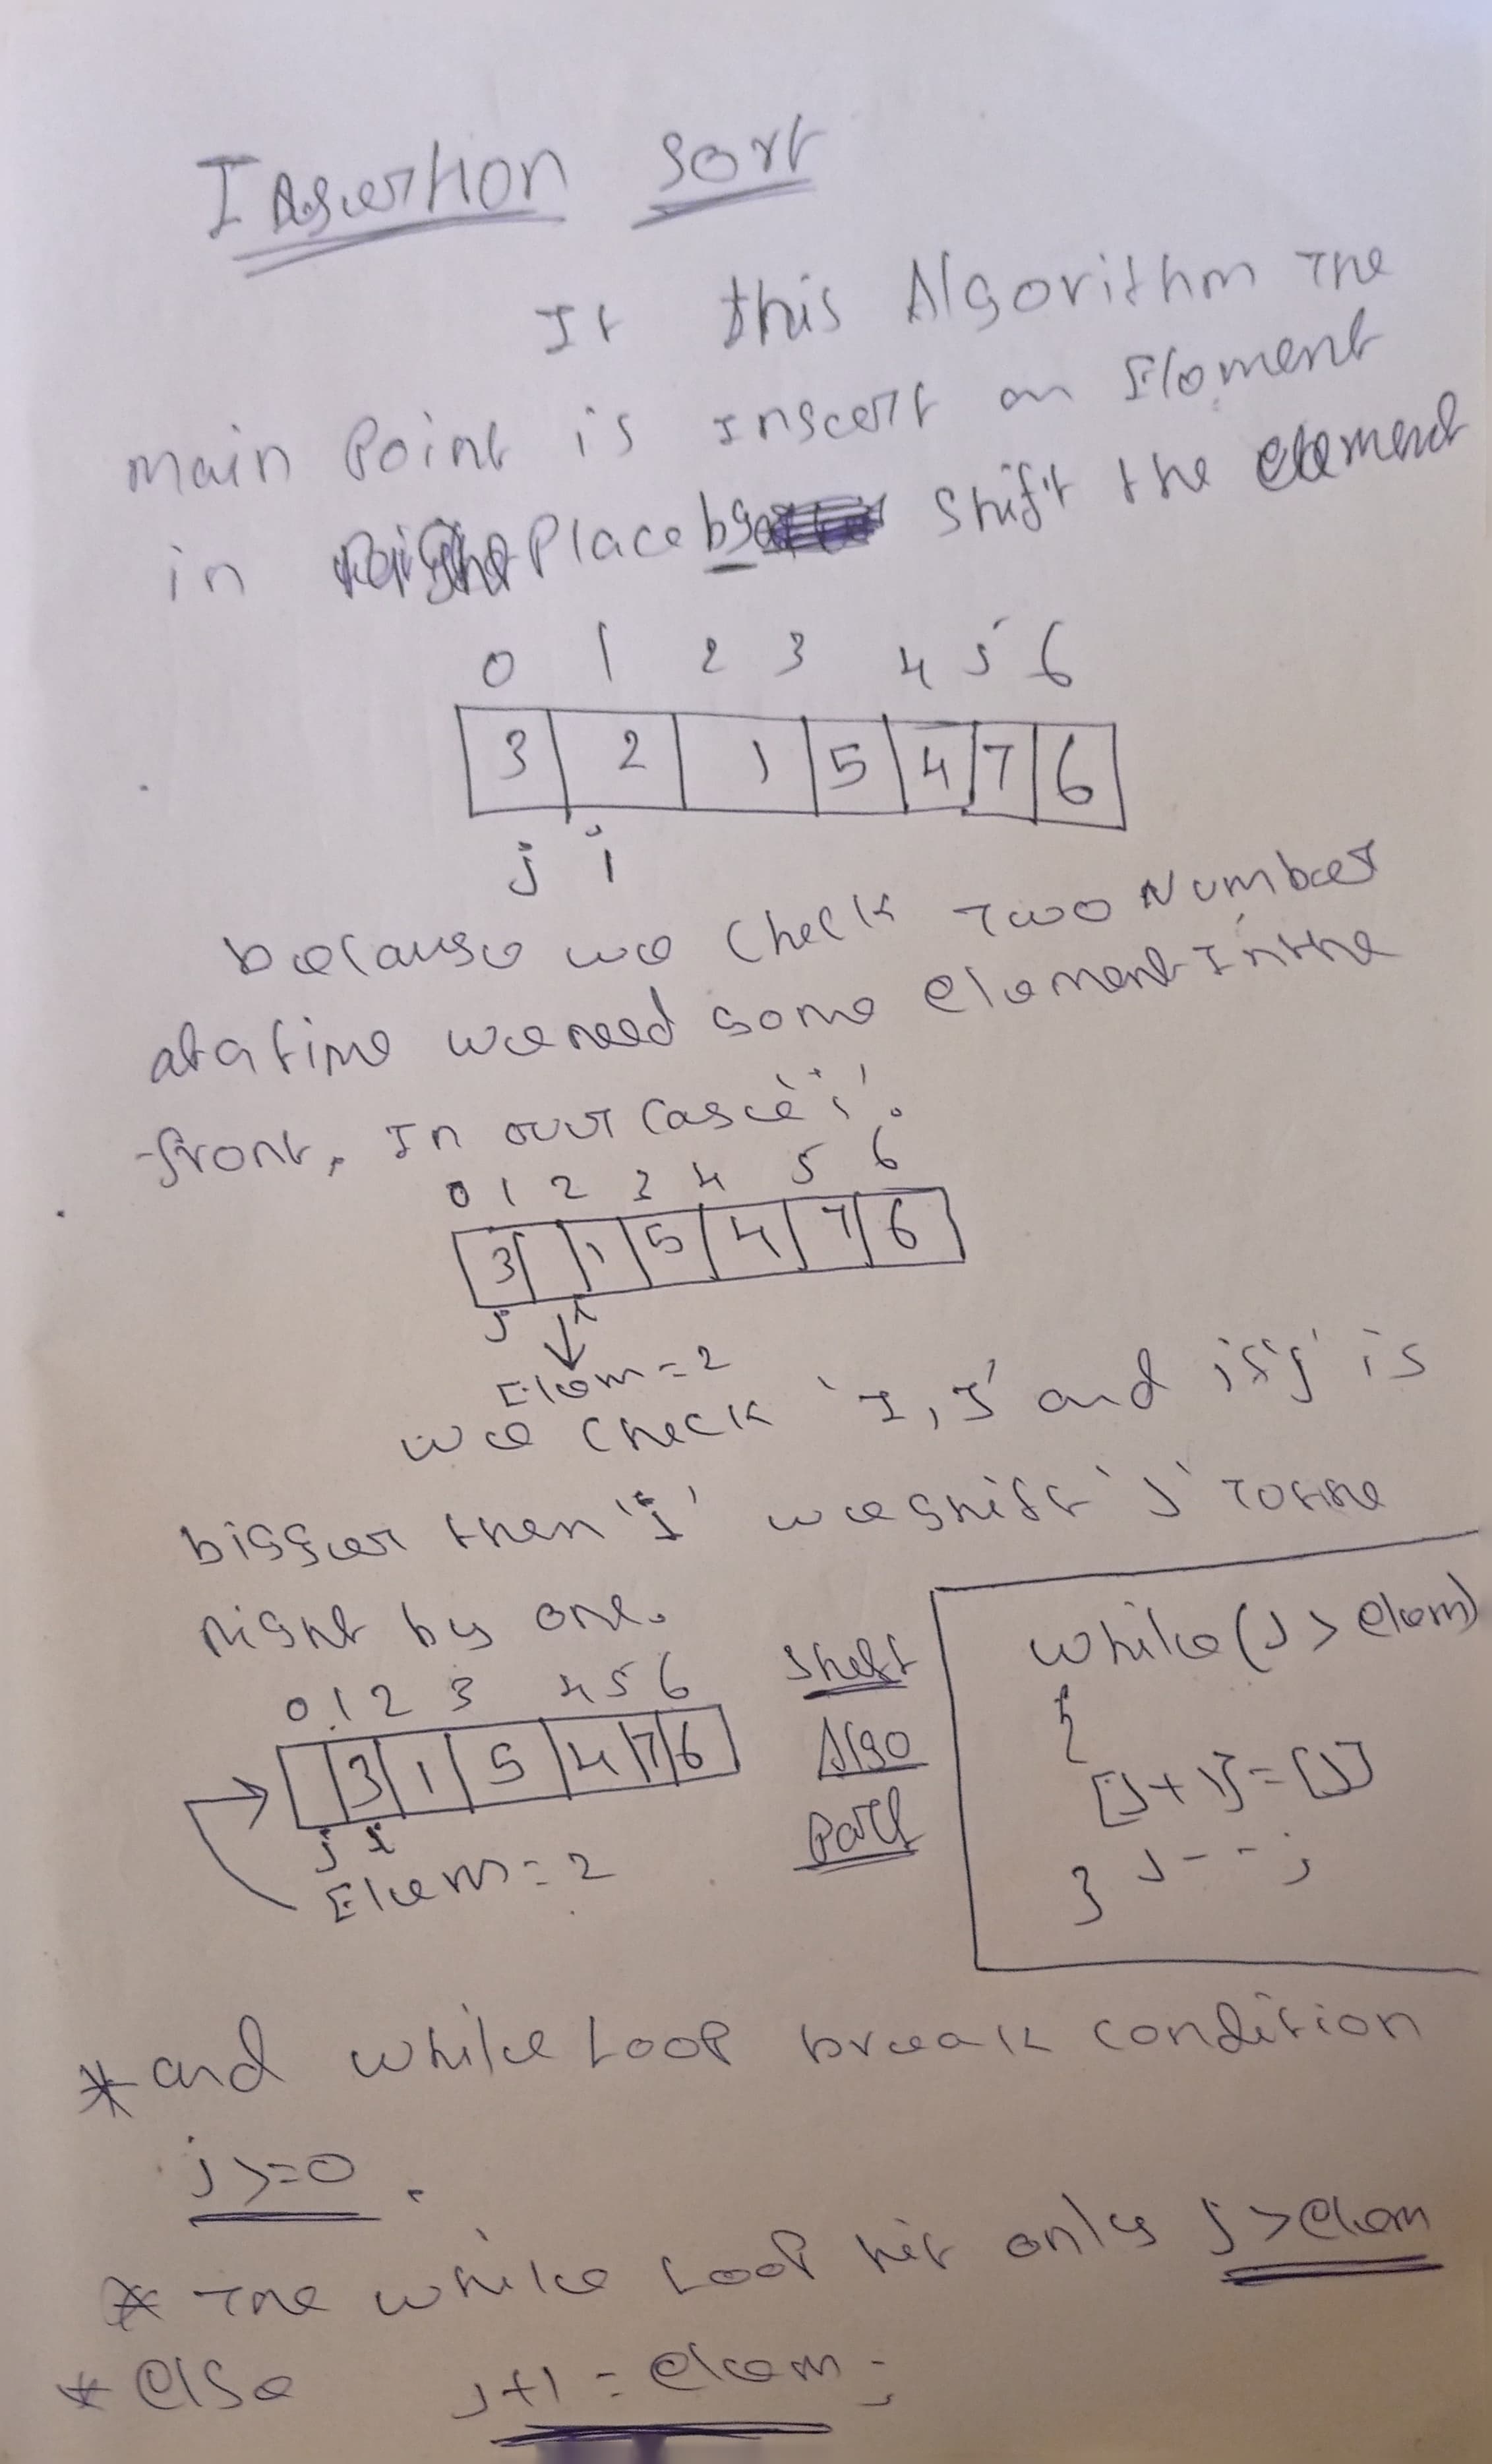 Insertion Sort
It this Algorithm The
main Point is Insert an Element
in Right Place by Shift the element
0 1 2 3 4 5 6
3 2 1 5 4 7 6
j i
because we Check Two Number
at a time we need some element In the
front, In our case 'i'.
0 1 2 3 4 5 6
3 1 5 4 7 6
j i
Elem = 2
we check 'I, J' and if 'j' is
bigger then 'i' we shift 'J' To the
right by one.
0 1 2 3 4 5 6
3 1 5 4 7 6
j i
Elem = 2
Shift
Algo
Part
while (J > elem)
{
[J+1] = [J]
J--;
}
* and while Loop break condition
j >= 0 .
* The while Loop hit only j > elem
* else j+1 = elem;